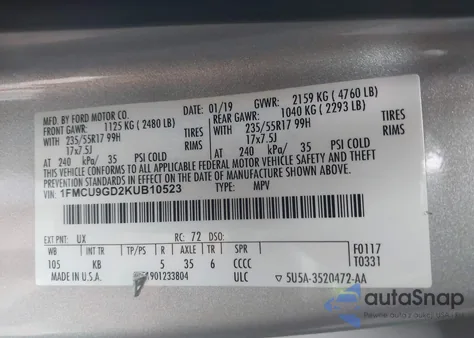 MFD. BY FORD MOTOR CO.
01/19
GVWR: 2159 KG ( 4760 LB)
FRONT GAWR: 1125 KG ( 2480 LB)
REAR GAWR: 1040 KG ( 2293 LB)
WITH 235/55R17 99H TIRES
17x7.5J RIMS
AT 240 kPa/ 35 PSI COLD
WITH 235/55R17 99H TIRES
17x7.5J RIMS
AT 240 kPa/ 35 PSI COLD
THIS VEHICLE CONFORMS TO ALL APPLICABLE FEDERAL MOTOR VEHICLE SAFETY AND THEFT
PREVENTION STANDARDS IN EFFECT ON THE DATE OF MANUFACTURE SHOWN ABOVE.
VIN: 1FMCU9GD2KUB10523
TYPE: MPV
EXT PNT: UX RC: 72 DSO:
WB BRK INT TR TP/PS R AXLE TR SPR
105 KB 5 35 6 CCCC
F0117
T0331
MADE IN U.S.A.
1901233804
ULC
▽ 5U5A-3520472-AA
autoSnap